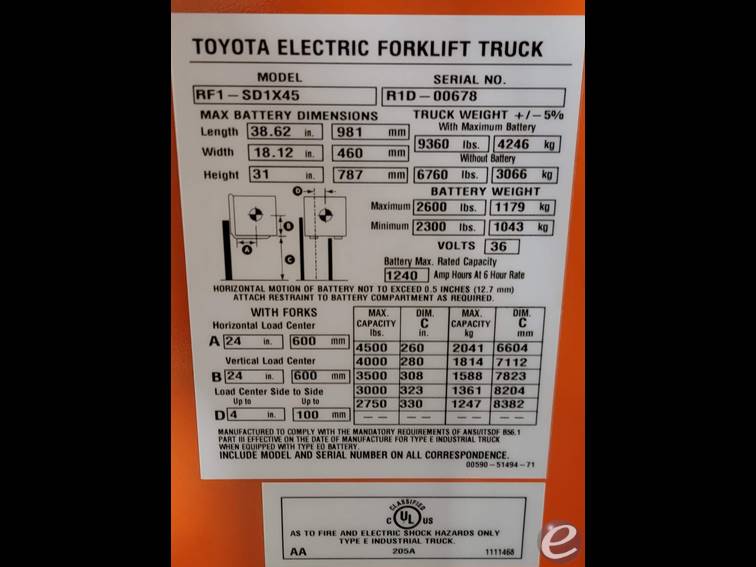 TOYOTA ELECTRIC FORKLIFT TRUCK
MODEL SERIAL NO.
RF1-SD1X45 R1D-00678
MAX BATTERY DIMENSIONS TRUCK WEIGHT +/-5%
With Maximum Battery
Length 38.62 in. 981 mm 9360 lbs. 4246 kg
Width 18.12 in. 460 mm Without Battery
Height 31 in. 787 mm 6760 lbs. 3066 kg
BATTERY WEIGHT
Maximum 2600 lbs. 1179 kg
Minimum 2300 lbs. 1043 kg
VOLTS 36
Battery Max. Rated Capacity
1240 Amp Hours At 6 Hour Rate
D
B
A
C
HORIZONTAL MOTION OF BATTERY NOT TO EXCEED 0.5 INCHES (12.7 mm)
ATTACH RESTRAINT TO BATTERY COMPARTMENT AS REQUIRED.
WITH FORKS
Horizontal Load Center
A 24 in. 600 mm
Vertical Load Center
B 24 in. 600 mm
Load Center Side to Side
Up to Up to
D 4 in. 100 mm
MAX. CAPACITY lbs. DIM. C in. MAX. CAPACITY kg DIM. C mm
4500 260 2041 6604
4000 280 1814 7112
3500 308 1588 7823
3000 323 1361 8204
2750 330 1247 8382
-- -- -- --
MANUFACTURED TO COMPLY WITH THE MANDATORY REQUIREMENTS OF ANSI/ITSDF B56.1
PART III EFFECTIVE ON THE DATE OF MANUFACTURE FOR TYPE E INDUSTRIAL TRUCK
WHEN EQUIPPED WITH TYPE EO BATTERY.
INCLUDE MODEL AND SERIAL NUMBER ON ALL CORRESPONDENCE.
00590-51494-71
CLASSIFIED
C UL US
AS TO FIRE AND ELECTRIC SHOCK HAZARDS ONLY
TYPE E INDUSTRIAL TRUCK.
AA 205A 1111468
e